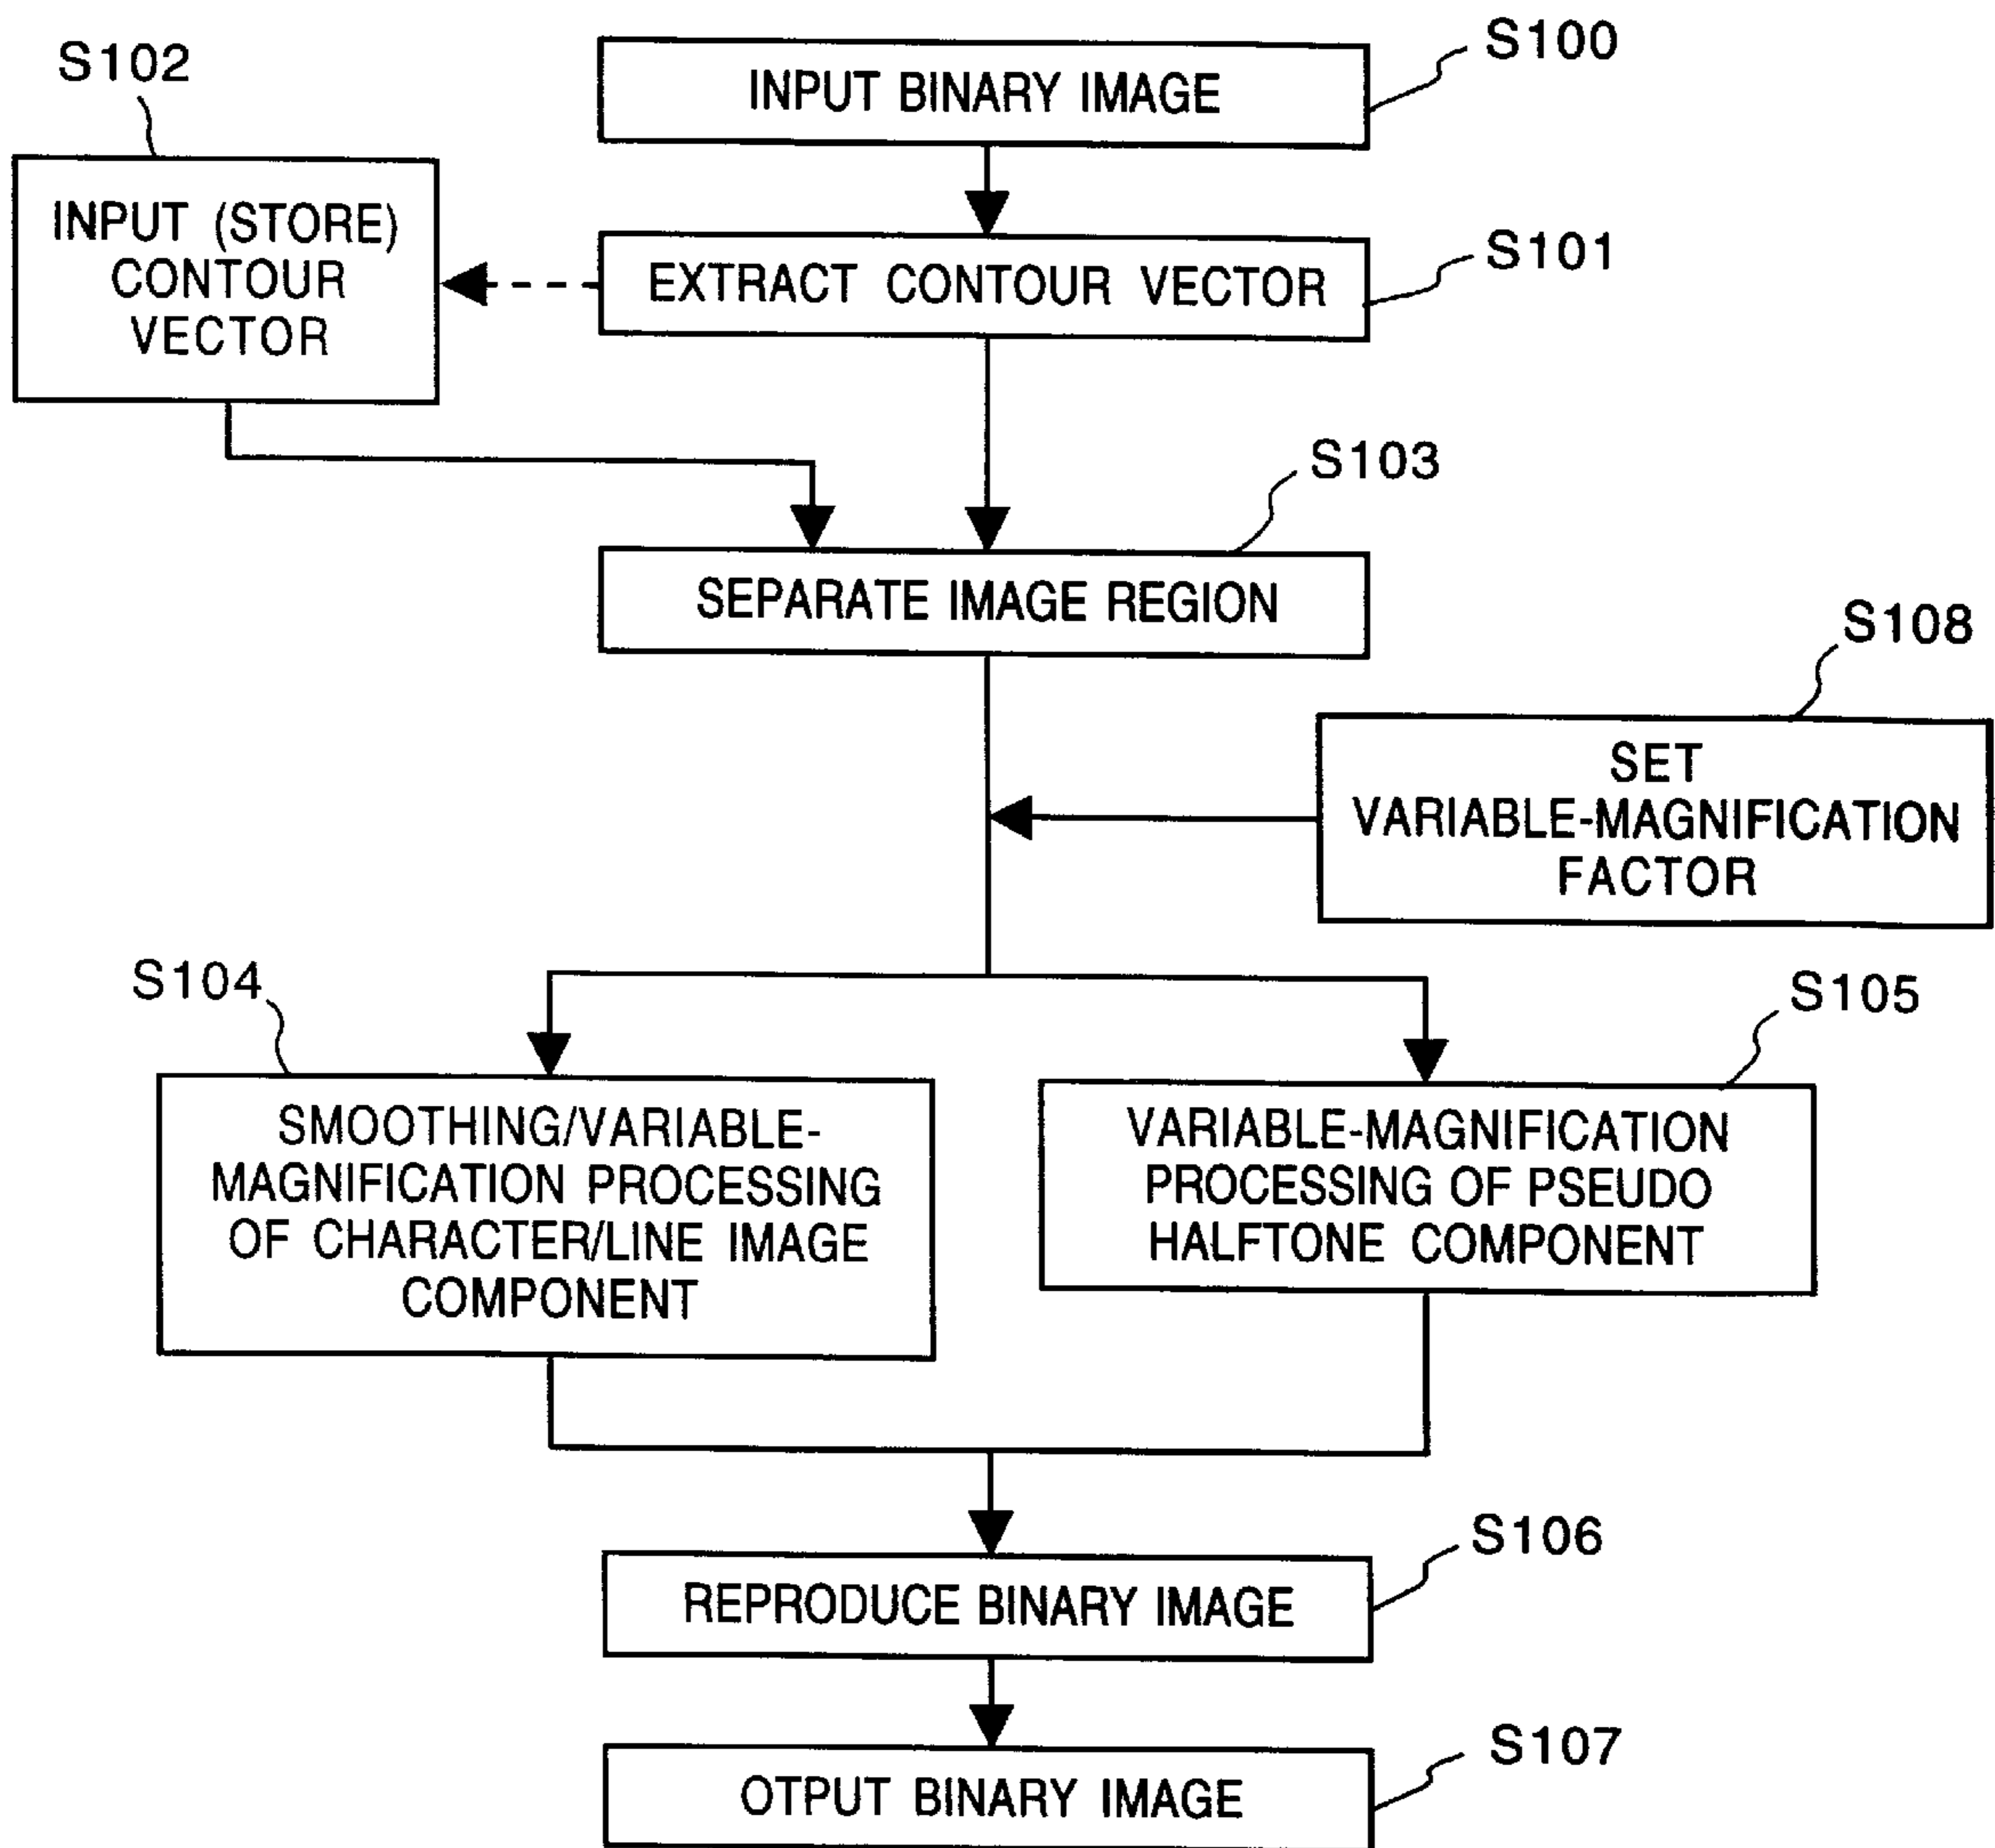 S100
INPUT BINARY IMAGE
S102
INPUT (STORE)
CONTOUR
VECTOR
S101
EXTRACT CONTOUR VECTOR
S103
SEPARATE IMAGE REGION
S108
SET
VARIABLE-MAGNIFICATION
FACTOR
S104
SMOOTHING/VARIABLE-
MAGNIFICATION PROCESSING
OF CHARACTER/LINE IMAGE
COMPONENT
S105
VARIABLE-MAGNIFICATION
PROCESSING OF PSEUDO
HALFTONE COMPONENT
S106
REPRODUCE BINARY IMAGE
S107
OTPUT BINARY IMAGE